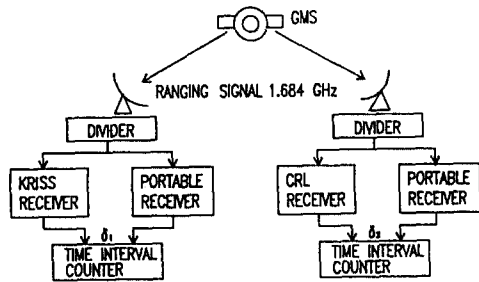 GMS
RANGING SIGNAL 1.684 GHz
DIVIDER
DIVIDER
KRISS
RECEIVER
PORTABLE
RECEIVER
CRL
RECEIVER
PORTABLE
RECEIVER
δ₁
δ₂
TIME INTERVAL
COUNTER
TIME INTERVAL
COUNTER